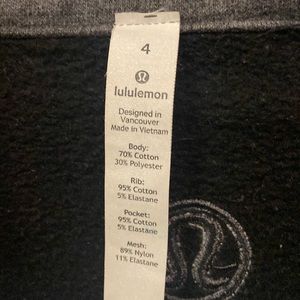 4
lululemon
Designed in
Vancouver
Made in Vietnam
Body:
70% Cotton
30% Polyester
Rib:
95% Cotton
5% Elastane
Pocket:
95% Cotton
5% Elastane
Mesh:
89% Nylon
11% Elastane